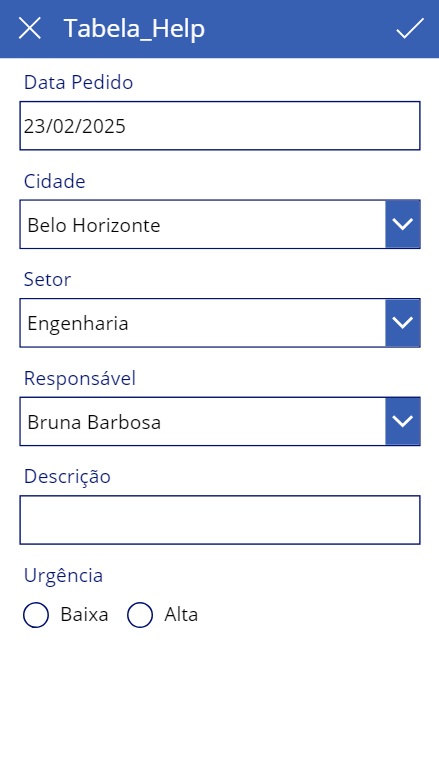 Tabela_Help
Data Pedido
23/02/2025
Cidade
Belo Horizonte
Setor
Engenharia
Responsável
Bruna Barbosa
Descrição
Urgência
Baixa Alta